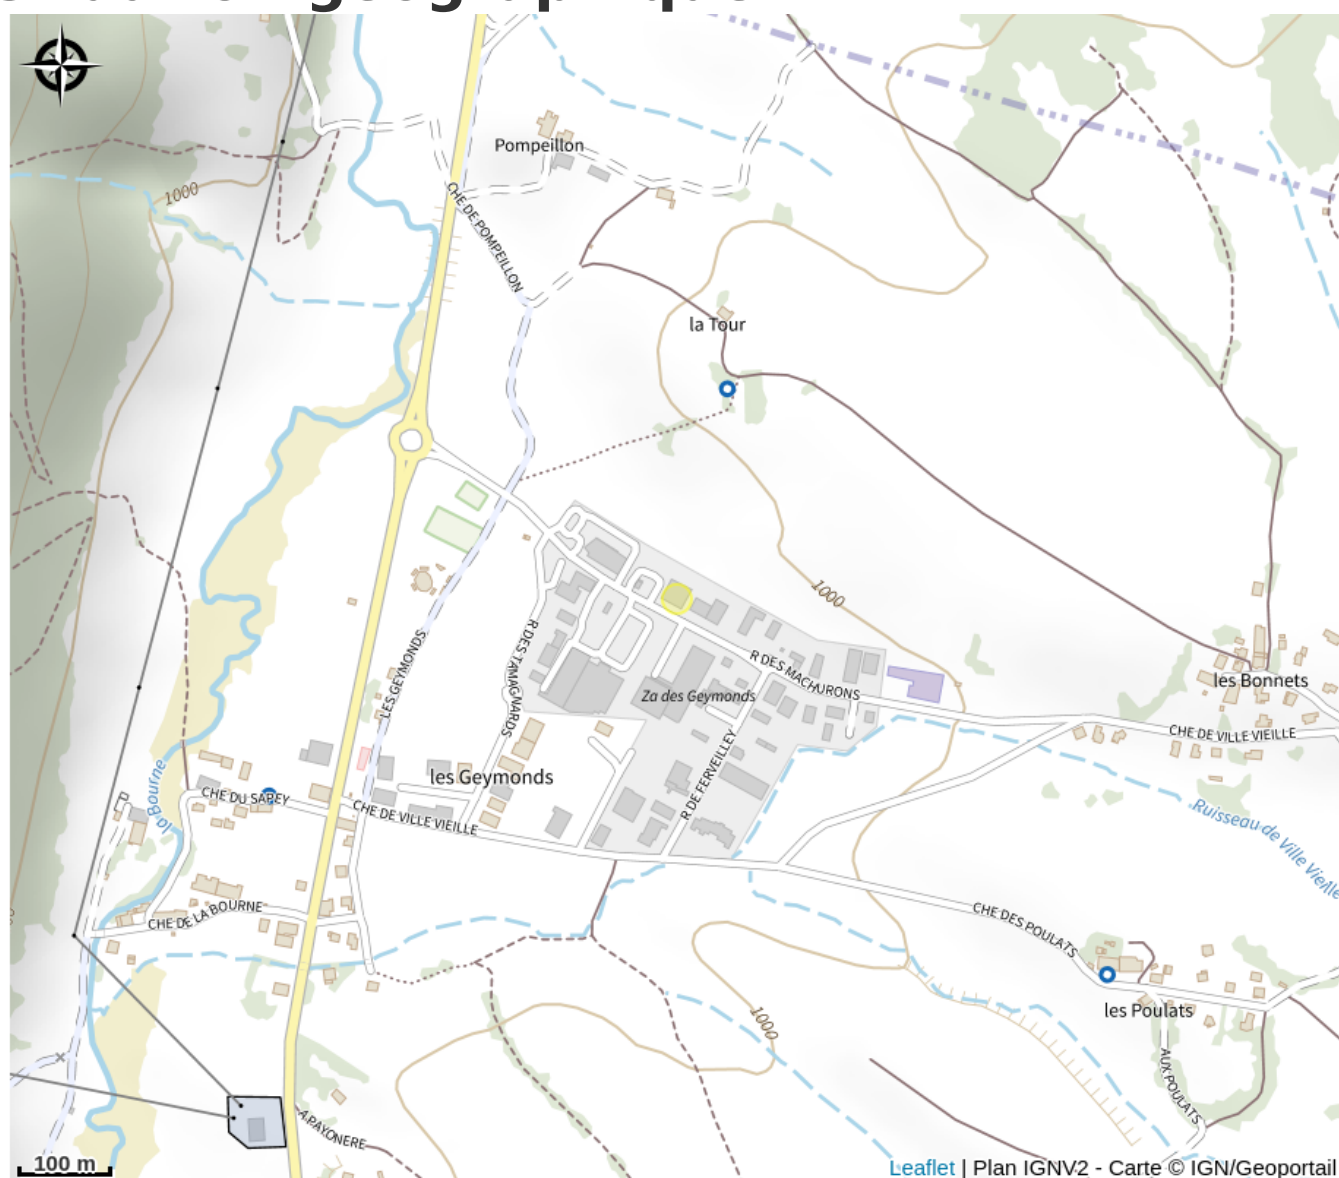 géographique
1000
Pompeillon
CHE DE POMPEILLON
la Tour
1000
R DES TAMAGNARDS
LES GEYMONDS
R DES MACHURONS
Za des Geymonds
les Bonnets
CHE DE VILLE VIEILLE
R DE FERVEILLEY
les Geymonds
la Bourne
CHE DU SABEY
CHE DE VILLE VIEILLE
Ruisseau de Ville Vieille
CHE DE LA BOURNE
CHE DES POULATS
1000
les Poulats
AUX POULATS
A PAYONERE
100 m
Leaflet | Plan IGNV2 - Carte © IGN/Geoportail